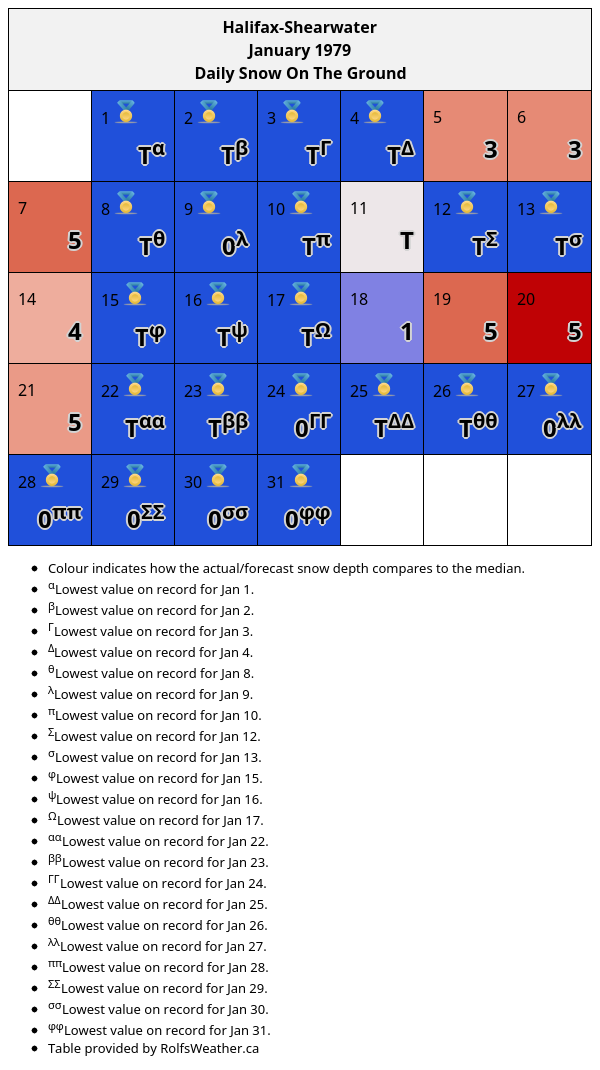 Halifax-Shearwater
January 1979
Daily Snow On The Ground
1 2 3 4 5 6
Tα Tβ TΓ TΔ 3 3
7 8 9 10 11 12 13
5 Tθ 0λ Tπ T TΣ Tσ
14 15 16 17 18 19 20
4 Tφ Tψ TΩ 1 5 5
21 22 23 24 25 26 27
5 Tαα Tββ 0ΓΓ TΔΔ Tθθ 0λλ
28 29 30 31
0ππ 0ΣΣ 0σσ 0φφ
• Colour indicates how the actual/forecast snow depth compares to the median.
• αLowest value on record for Jan 1.
• βLowest value on record for Jan 2.
• ΓLowest value on record for Jan 3.
• ΔLowest value on record for Jan 4.
• θLowest value on record for Jan 8.
• λLowest value on record for Jan 9.
• πLowest value on record for Jan 10.
• ΣLowest value on record for Jan 12.
• σLowest value on record for Jan 13.
• φLowest value on record for Jan 15.
• ψLowest value on record for Jan 16.
• ΩLowest value on record for Jan 17.
• ααLowest value on record for Jan 22.
• ββLowest value on record for Jan 23.
• ΓΓLowest value on record for Jan 24.
• ΔΔLowest value on record for Jan 25.
• θθLowest value on record for Jan 26.
• λλLowest value on record for Jan 27.
• ππLowest value on record for Jan 28.
• ΣΣLowest value on record for Jan 29.
• σσLowest value on record for Jan 30.
• φφLowest value on record for Jan 31.
• Table provided by RolfsWeather.ca